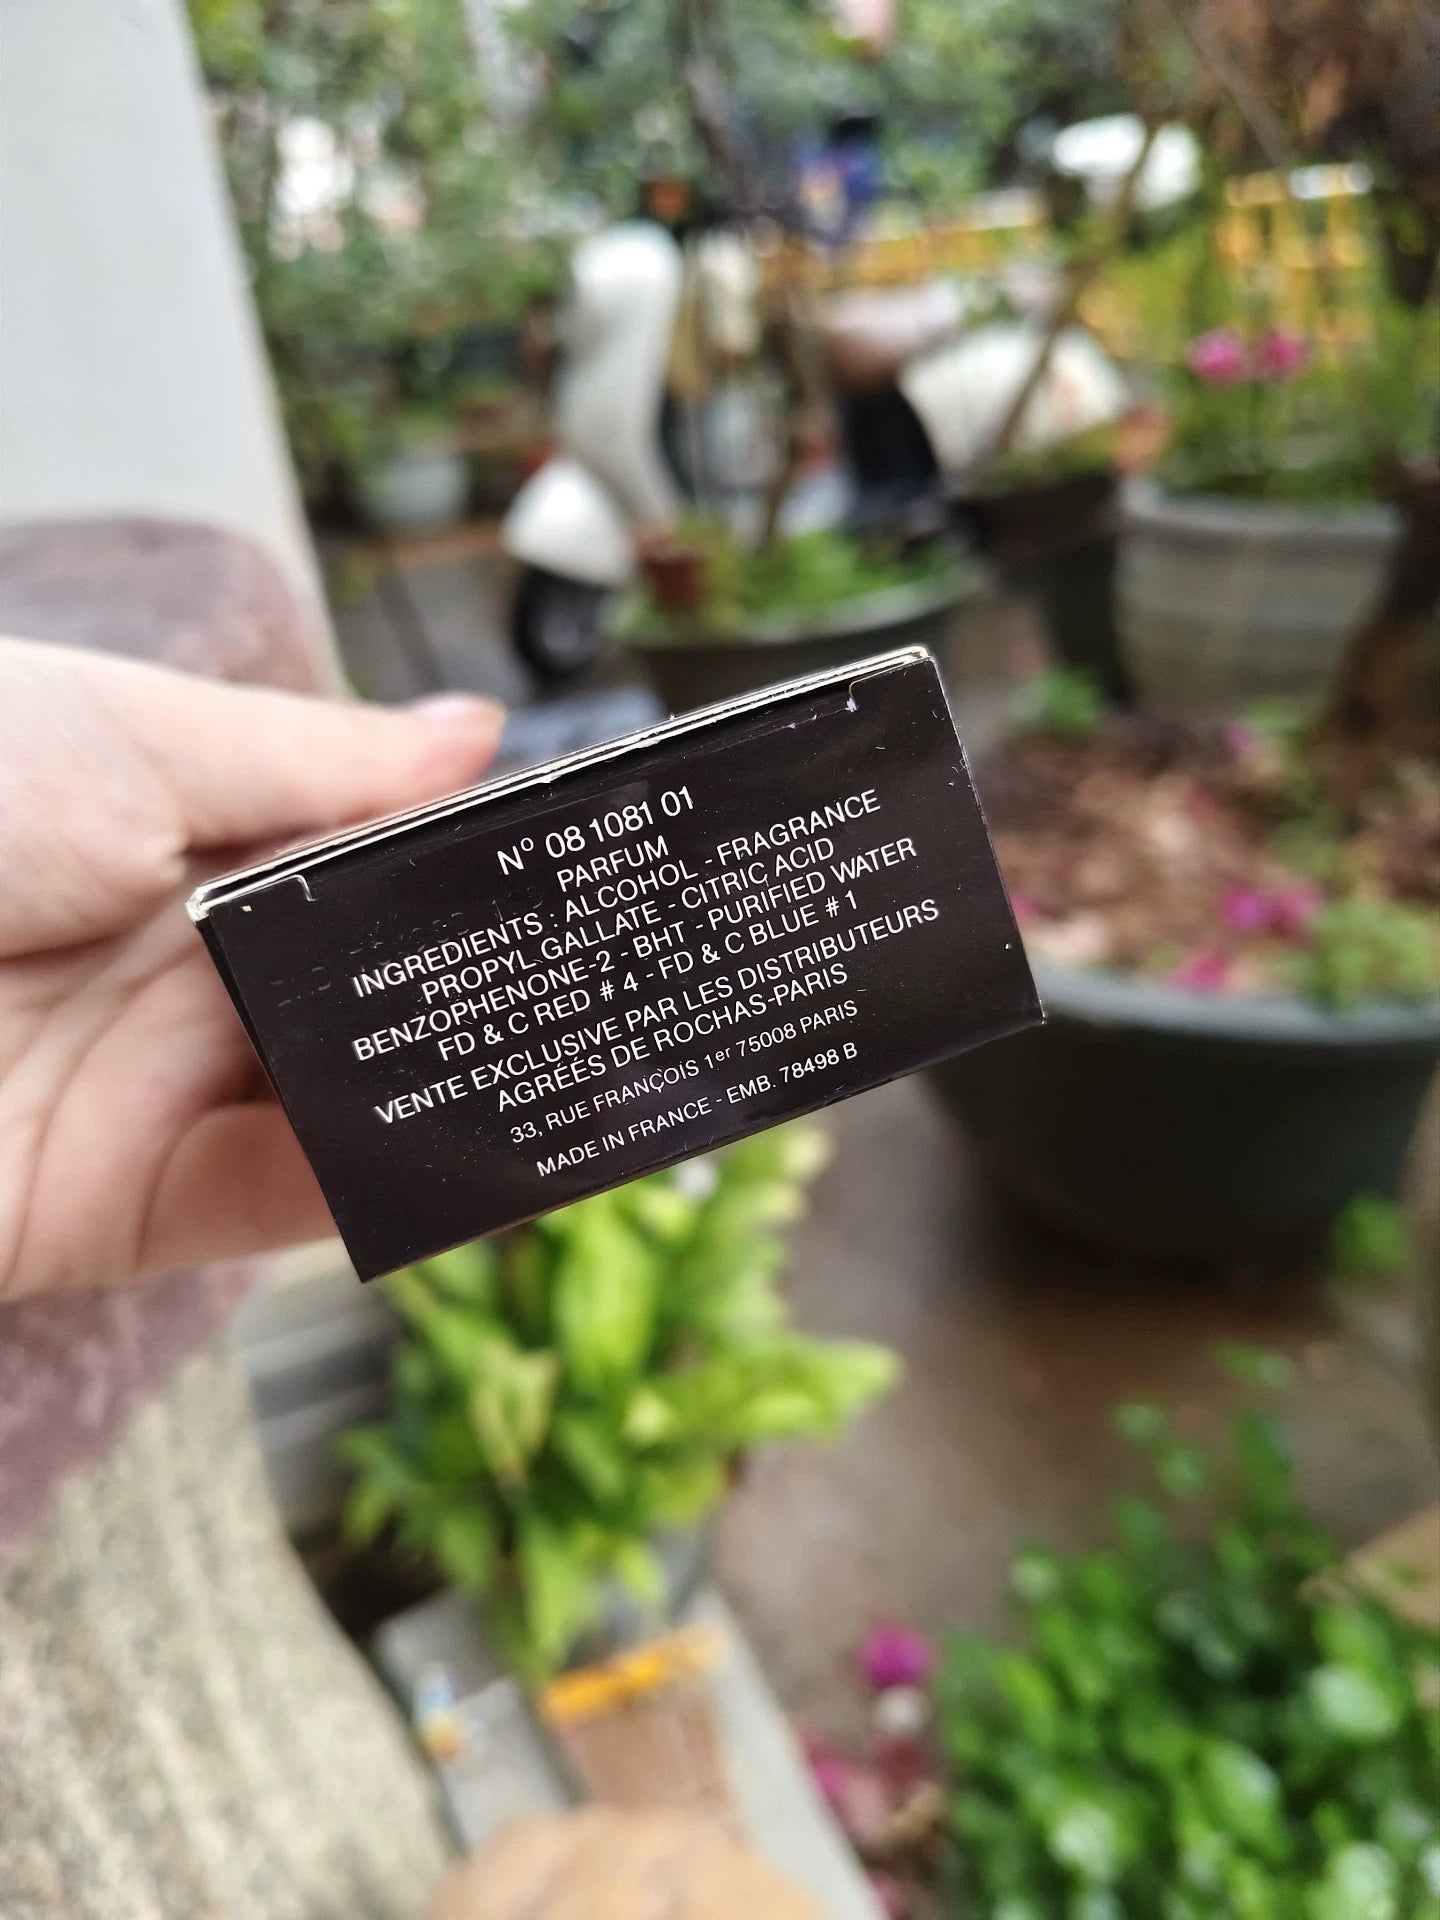 Nº 08 1081 01
PARFUM
INGREDIENTS : ALCOHOL - FRAGRANCE
PROPYL GALLATE - CITRIC ACID
BENZOPHENONE-2 - BHT - PURIFIED WATER
FD & C RED # 4 - FD & C BLUE # 1
VENTE EXCLUSIVE PAR LES DISTRIBUTEURS
AGRÉÉS DE ROCHAS-PARIS
33, RUE FRANÇOIS 1er 75008 PARIS
MADE IN FRANCE - EMB. 78498 B